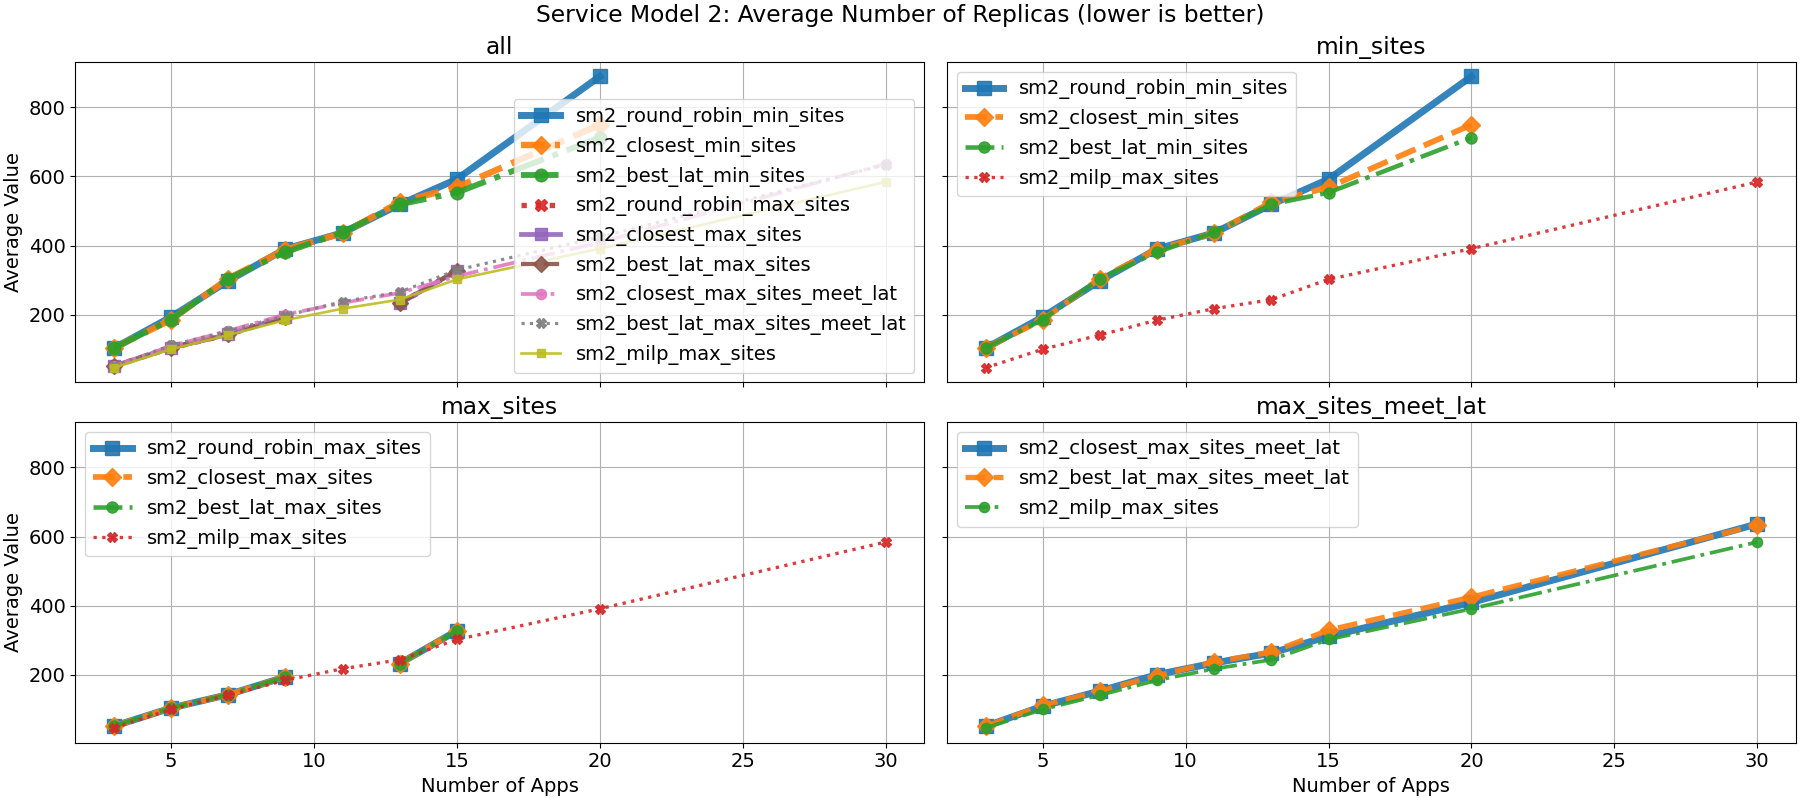 Service Model 2: Average Number of Replicas (lower is better)
all
Average Value
800
600
400
200
sm2_round_robin_min_sites
sm2_closest_min_sites
sm2_best_lat_min_sites
sm2_round_robin_max_sites
sm2_closest_max_sites
sm2_best_lat_max_sites
sm2_closest_max_sites_meet_lat
sm2_best_lat_max_sites_meet_lat
sm2_milp_max_sites
min_sites
sm2_round_robin_min_sites
sm2_closest_min_sites
sm2_best_lat_min_sites
sm2_milp_max_sites
max_sites
Average Value
800
600
400
200
sm2_round_robin_max_sites
sm2_closest_max_sites
sm2_best_lat_max_sites
sm2_milp_max_sites
5 10 15 20 25 30
Number of Apps
max_sites_meet_lat
sm2_closest_max_sites_meet_lat
sm2_best_lat_max_sites_meet_lat
sm2_milp_max_sites
5 10 15 20 25 30
Number of Apps